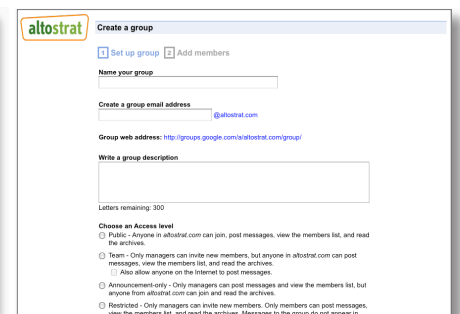 altostrat
Create a group
1 Set up group 2 Add members
Name your group
Create a group email address
@altostrat.com
Group web address: http://groups.google.com/a/altostrat.com/group/
Write a group description
Letters remaining: 300
Choose an Access level
Public - Anyone in altostrat.com can join, post messages, view the members list, and read
the archives.
Team - Only managers can invite new members, but anyone in altostrat.com can post
messages, view the members list, and read the archives.
Also allow anyone on the Internet to post messages.
Announcement-only - Only managers can post messages and view the members list, but
anyone from altostrat.com can join and read the archives.
Restricted - Only managers can invite new members. Only members can post messages,
view the members list, and read the archives. Messages to the group do not appear in